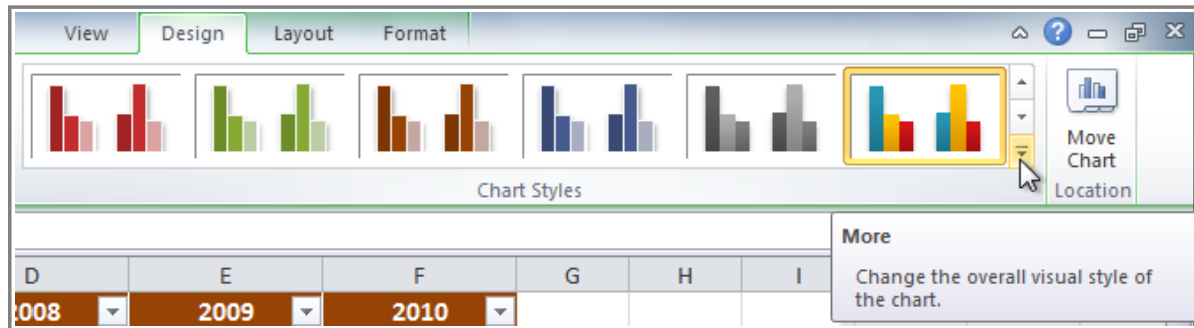 View Design Layout Format
Move
Chart
Chart Styles
Location
More
Change the overall visual style of
the chart.
D E F G H I
2008 2009 2010